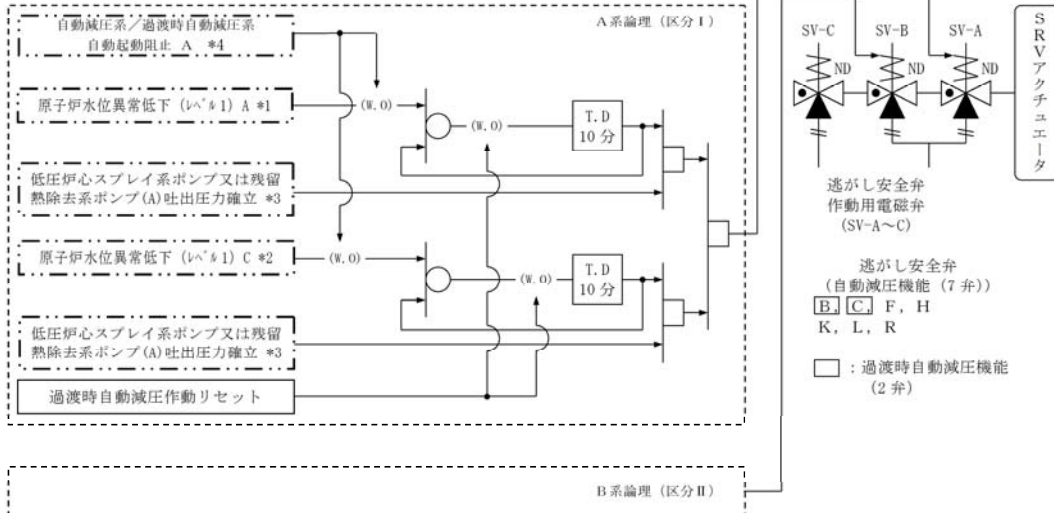 A系論理(区分Ⅰ)
自動減圧系/過渡時自動減圧系
自動起動阻止 A *4
原子炉水位異常低下(ﾚﾍﾞﾙ1)A *1
(W.O)
(W.O)
T.D
10分
低圧炉心スプレイ系ポンプ又は残留
熱除去系ポンプ(A)吐出圧力確立 *3
原子炉水位異常低下(ﾚﾍﾞﾙ1)C *2
(W.O)
(W.O)
T.D
10分
低圧炉心スプレイ系ポンプ又は残留
熱除去系ポンプ(A)吐出圧力確立 *3
過渡時自動減圧作動リセット
B系論理(区分Ⅱ)
SV-C SV-B SV-A
ND ND ND
SRVアクチュエータ
逃がし安全弁
作動用電磁弁
(SV-A～C)
逃がし安全弁
(自動減圧機能(7弁))
B, C, F, H
K, L, R
:過渡時自動減圧機能
(2弁)